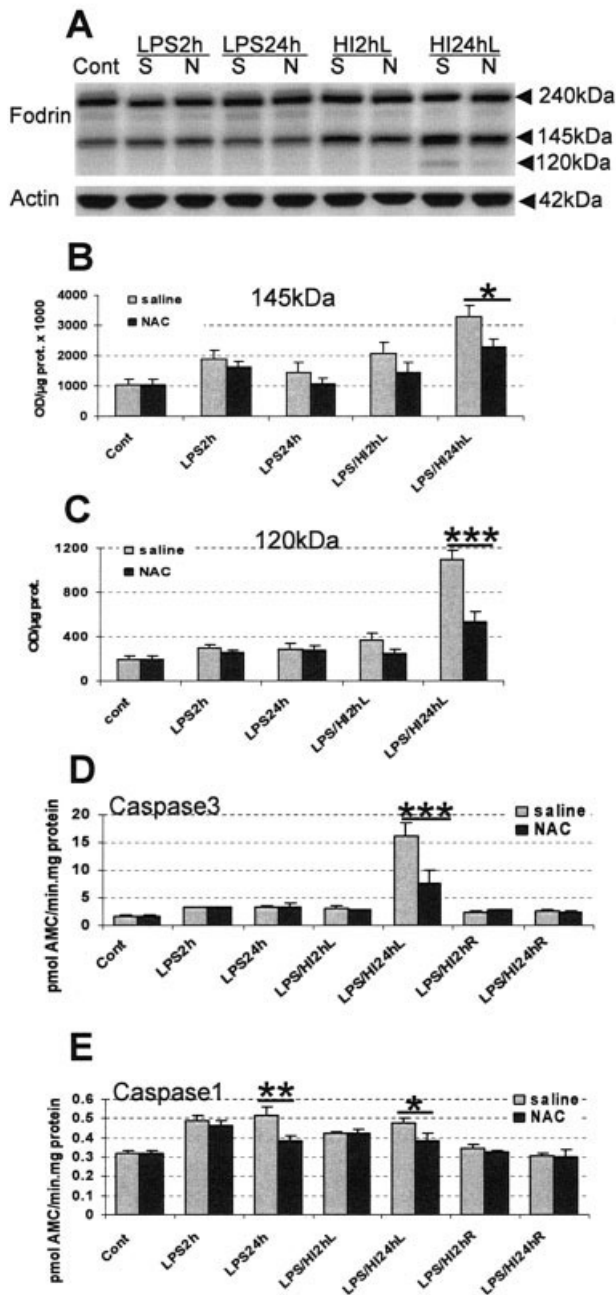 A
LPS2h LPS24h HI2hL HI24hL
Cont S N S N S N S N
Fodrin
240kDa
145kDa
120kDa
Actin
42kDa
B
145kDa
saline
NAC
OD/µg prot. x 1000
4000
3000
2000
1000
0
Cont
LPS2h
LPS24h
LPS/HI2hL
LPS/HI24hL
*
C
120kDa
saline
NAC
OD/µg prot.
1200
800
400
0
cont
LPS2h
LPS24h
LPS/HI2hL
LPS/HI24hL
***
D
Caspase3
saline
NAC
pmol AMC/min.mg protein
20
15
10
5
0
Cont
LPS2h
LPS24h
LPS/HI2hL
LPS/HI24hL
LPS/HI2hR
LPS/HI24hR
***
E
Caspase1
saline
NAC
pmol AMC/min.mg protein
0.6
0.5
0.4
0.3
0.2
0.1
0
Cont
LPS2h
LPS24h
LPS/HI2hL
LPS/HI24hL
LPS/HI2hR
LPS/HI24hR
**
*